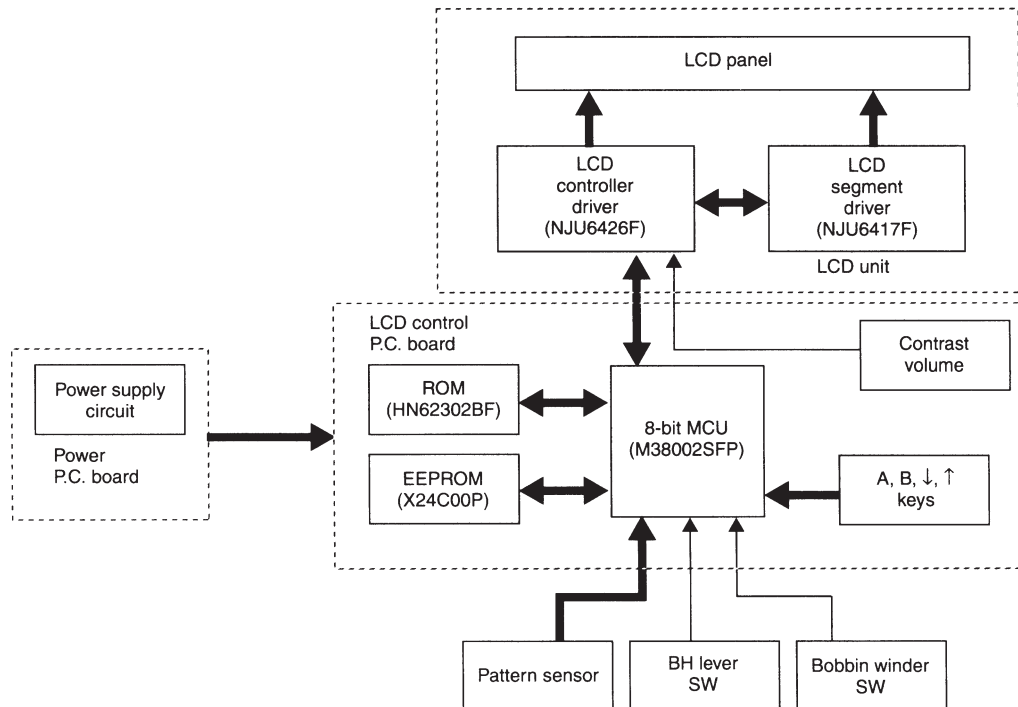 LCD panel
LCD
controller
driver
(NJU6426F)
LCD
segment
driver
(NJU6417F)
LCD unit
LCD control
P.C. board
Contrast
volume
Power supply
circuit
Power
P.C. board
ROM
(HN62302BF)
8-bit MCU
(M38002SFP)
EEPROM
(X24C00P)
A, B, ↓, ↑
keys
Pattern sensor
BH lever
SW
Bobbin winder
SW